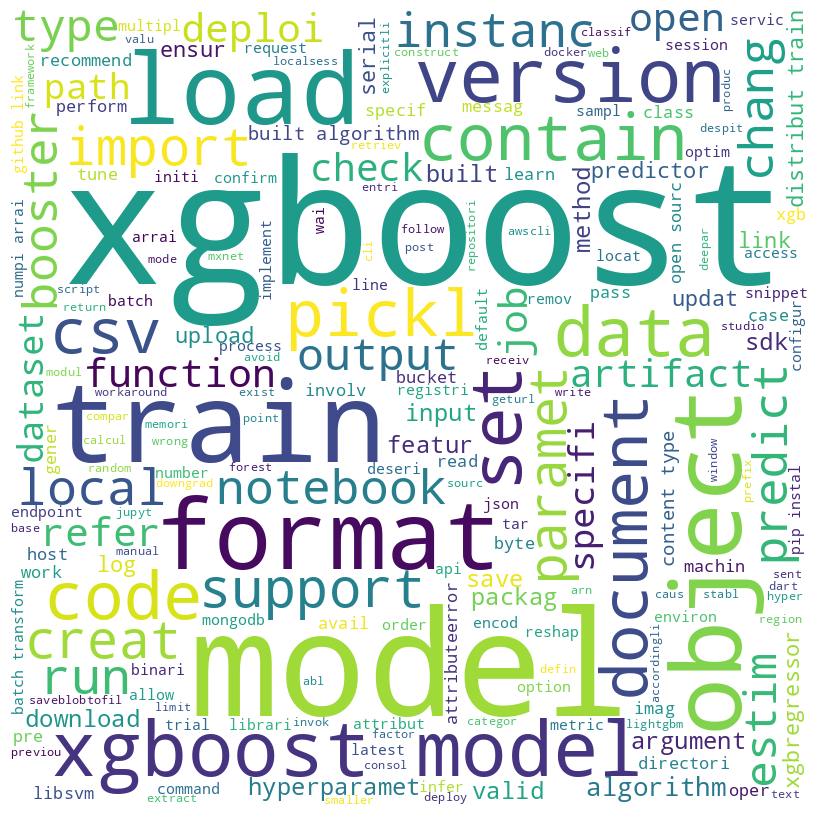 type
multipl
valu
deploi
ensur
request
recommend
localsess
serial
explicitli
instanc
construct
docker
web
classif
open
servic
session
framework
github link
path
perform
load
version
produc
chang
distribut train
specif
messag
sampl
class
despit
import
built algorithm
contain
optim
retriev
tune
initi
confirm
check
built
learn
predictor
booster
entri
method
open sourc
xgb
numpi arrai
arrai
wai
xgboost
follow
awscli
repositori
deepar
link
mode
mxnet
implement
cli
post
locat
access
script
return
batch
line
pickl
default
remov
pass
updat
snippet
case
configur
csv
upload
output
job
data
studio
sdk
process
avoid
bucket
receiv
modul
function
artifact
dataset
workaround
exist
involv
registri
geturl
write
compar
memori
point
train
input
set
paramet
document
object
predict
calcul
wrong
featur
specifi
gener
random
forest
number
deseri
read
content type
window
prefix
pip instal
downgrad
sourc
local
notebook
json
endpoint
jupyt
format
tar
base
refer
byte
host
manual
log
machin
sent
work
api
caus
stabl
dart
code
support
save
arn
environ
hyper
packag
batch transform
mongodb
avail
order
encod
reshap
region
creat
model
attributeerror
defin
accordingli
run
binari
abl
option
estim
xgbregressor
saveblobtofil
allow
limit
invok
categor
imag
download
trial
librari
attribut
metric
lightgbm
pre
factor
argument
previou
xgboost model
latest
consol
directori
libsvm
command
hyperparamet
infer
valid
algorithm
oper
text
extract
smaller
deploy